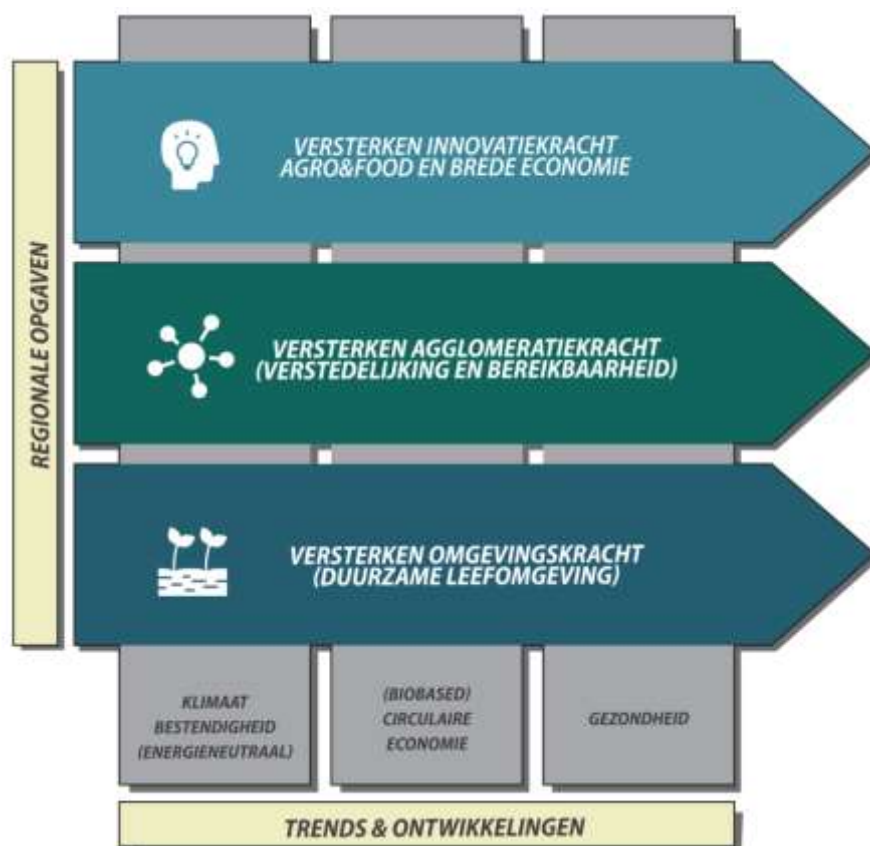 REGIONALE OPGAVEN
VERSTERKEN INNOVATIEKRACHT
AGRO&FOOD EN BREDE ECONOMIE
VERSTERKEN AGGLOMERATIEKRACHT
(VERSTEDELIJKING EN BEREIKBAARHEID)
VERSTERKEN OMGEVINGSKRACHT
(DUURZAME LEEFOMGEVING)
KLIMAAT
BESTENDIGHEID
(ENERGIENEUTRAAL)
(BIOBASED)
CIRCULAIRE
ECONOMIE
GEZONDHEID
TRENDS & ONTWIKKELINGEN